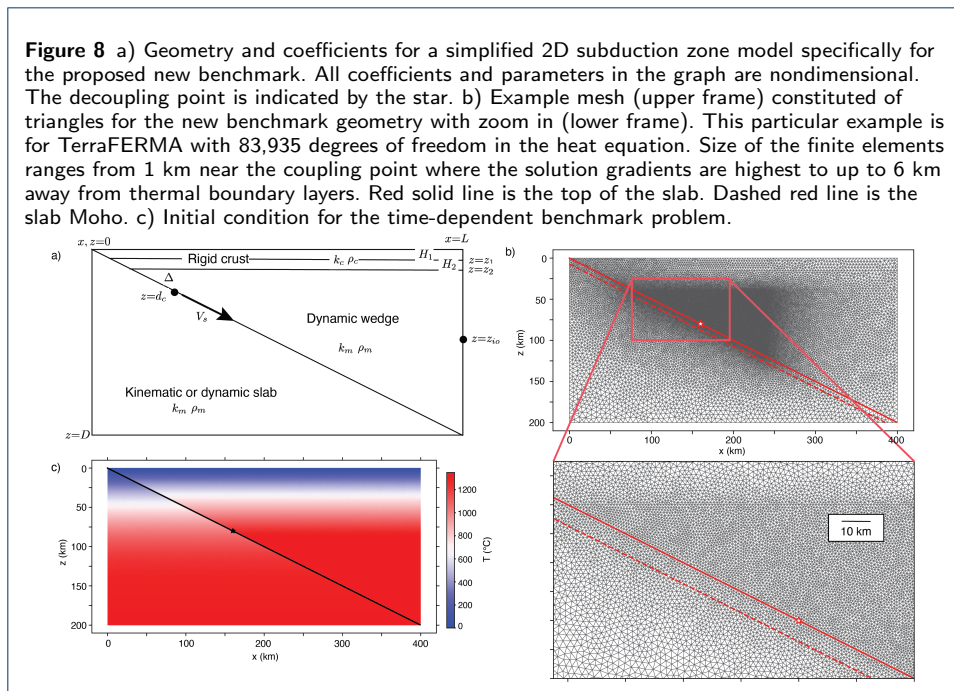 Figure 8 a) Geometry and coefficients for a simplified 2D subduction zone model specifically for
the proposed new benchmark. All coefficients and parameters in the graph are nondimensional.
The decoupling point is indicated by the star. b) Example mesh (upper frame) constituted of
triangles for the new benchmark geometry with zoom in (lower frame). This particular example is
for TerraFERMA with 83,935 degrees of freedom in the heat equation. Size of the finite elements
ranges from 1 km near the coupling point where the solution gradients are highest to up to 6 km
away from thermal boundary layers. Red solid line is the top of the slab. Dashed red line is the
slab Moho. c) Initial condition for the time-dependent benchmark problem.
a)
x, z=0
x=L
Rigid crust
k_c ρ_c
H_1
z=z_1
H_2
z=z_2
Δ
z=d_c
V_s
Dynamic wedge
k_m ρ_m
z=z_{io}
Kinematic or dynamic slab
k_m ρ_m
z=D
b)
0
50
100
150
200
z (km)
0 100 200 300 400
x (km)
10 km
c)
0
50
100
150
200
z (km)
0 100 200 300 400
x (km)
1200
1000
800
600
400
200
0
T (°C)